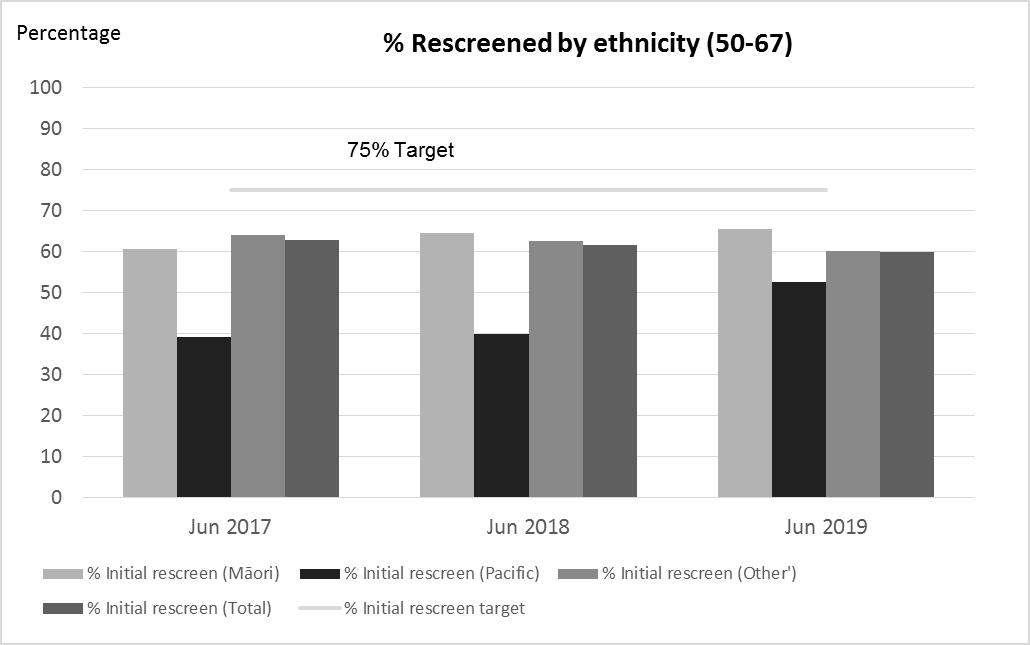 Percentage
% Rescreened by ethnicity (50-67)
100
90
80
75% Target
70
60
50
40
30
20
10
0
Jun 2017 Jun 2018 Jun 2019
% Initial rescreen (Māori) % Initial rescreen (Pacific) % Initial rescreen (Other')
% Initial rescreen (Total) % Initial rescreen target